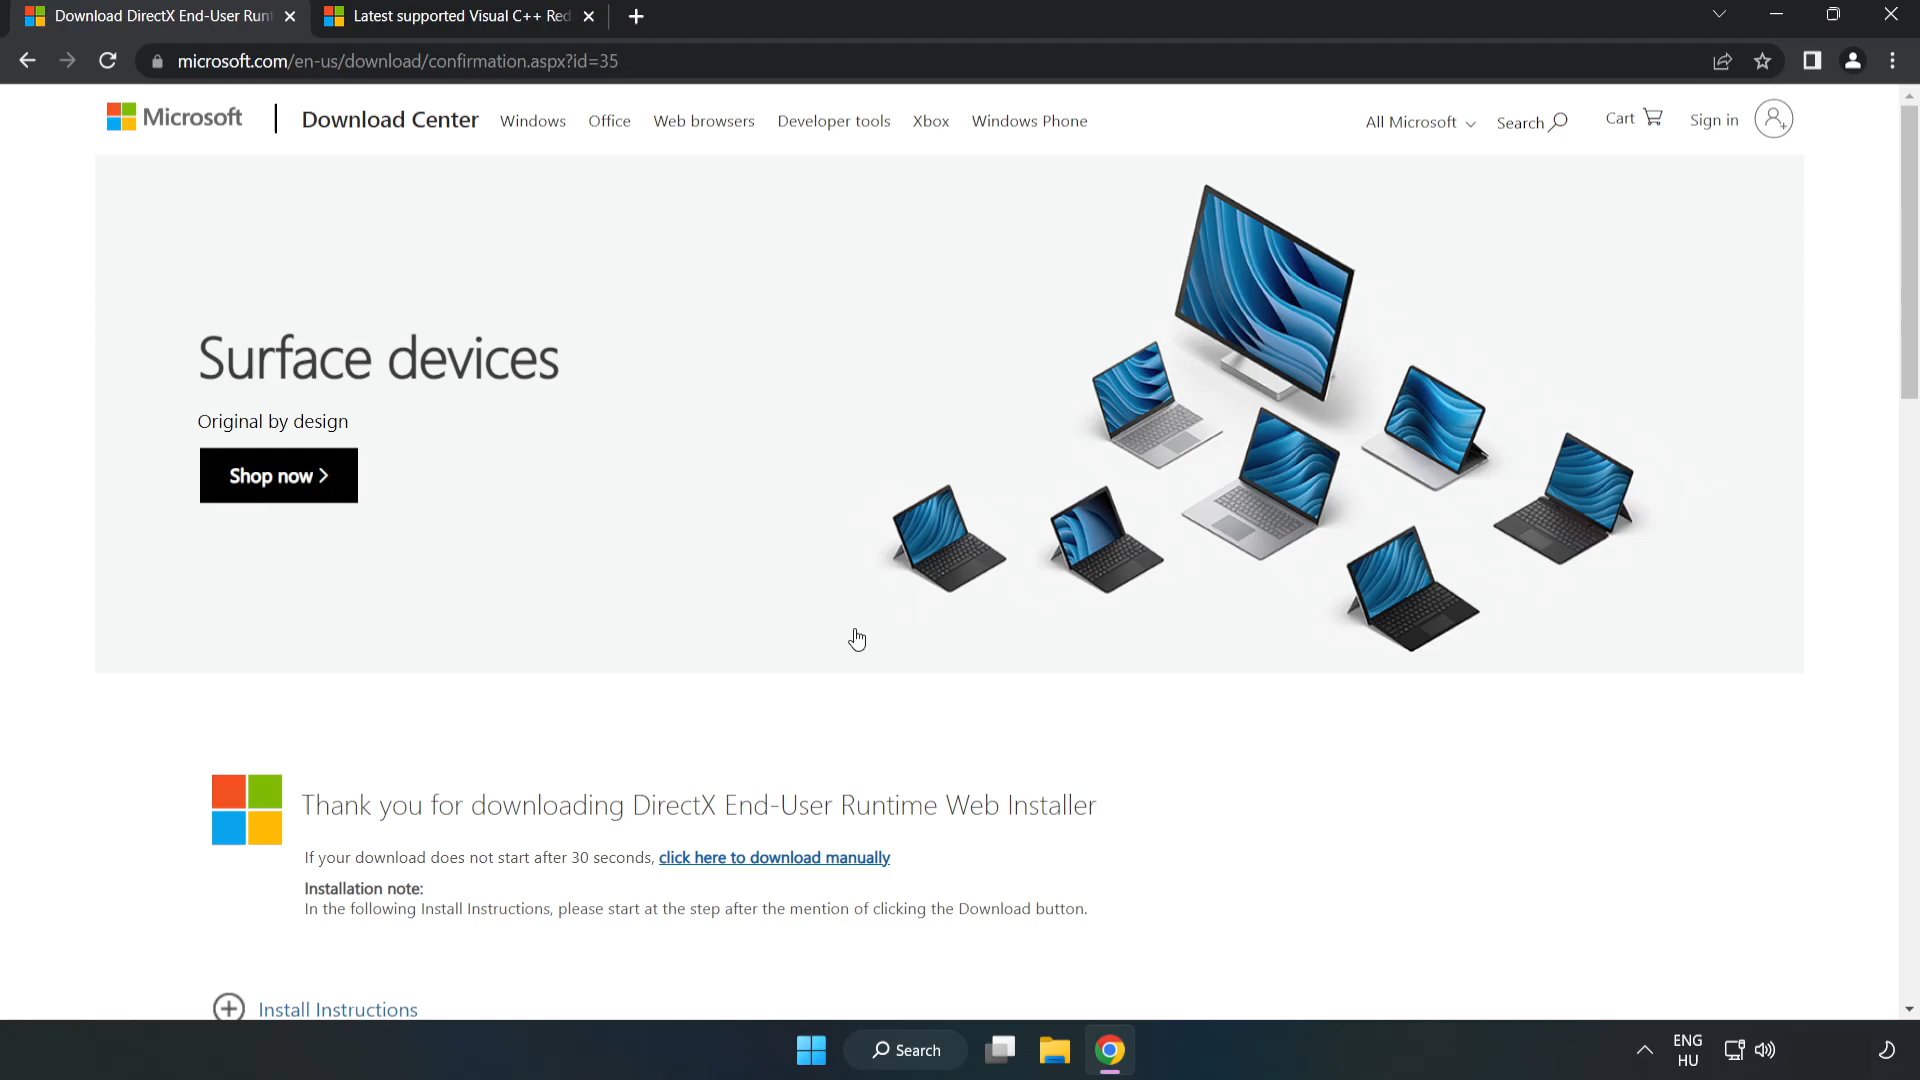 Download DirectX End-User Runt
Latest supported Visual C++ Red
microsoft.com/en-us/download/confirmation.aspx?id=35
Microsoft
Download Center
Windows
Office
Web browsers
Developer tools
Xbox
Windows Phone
All Microsoft
Search
Cart
Sign in
Surface devices
Original by design
Shop now >
Thank you for downloading DirectX End-User Runtime Web Installer
If your download does not start after 30 seconds, click here to download manually
Installation note:
In the following Install Instructions, please start at the step after the mention of clicking the Download button.
Install Instructions
Search
ENG
HU